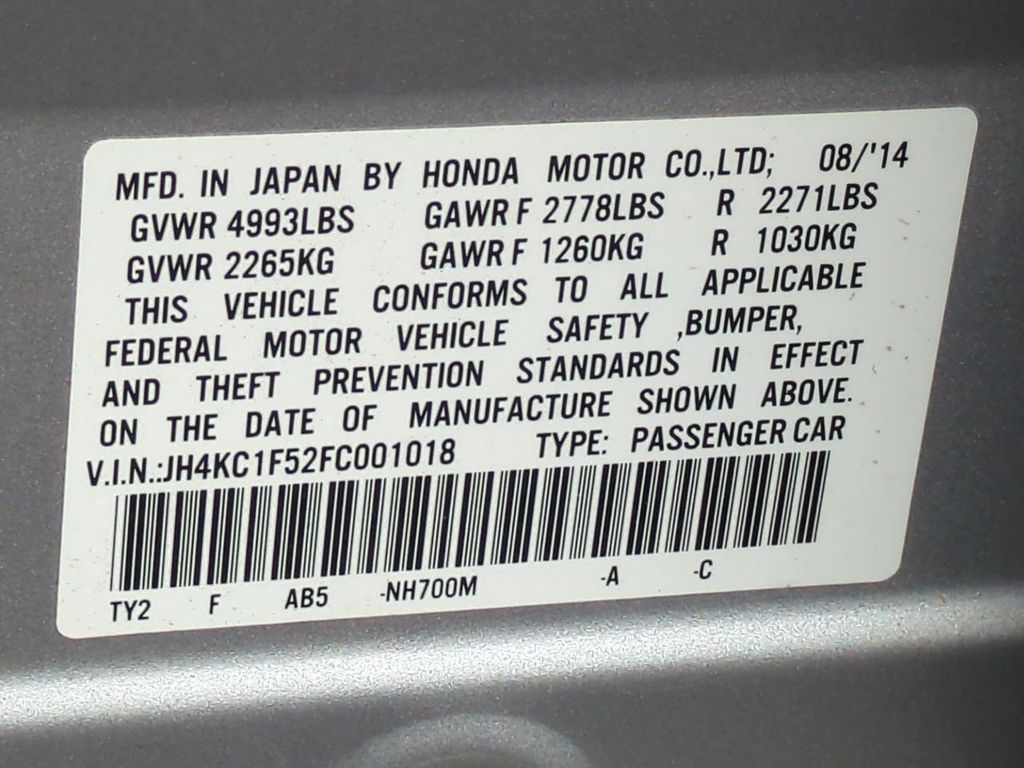 MFD. IN JAPAN BY HONDA MOTOR CO.,LTD; 08/'14
GVWR 4993LBS GAWR F 2778LBS R 2271LBS
GVWR 2265KG GAWR F 1260KG R 1030KG
THIS VEHICLE CONFORMS TO ALL APPLICABLE
FEDERAL MOTOR VEHICLE SAFETY ,BUMPER,
AND THEFT PREVENTION STANDARDS IN EFFECT
ON THE DATE OF MANUFACTURE SHOWN ABOVE.
V.I.N.:JH4KC1F52FC001018 TYPE: PASSENGER CAR
TY2 F AB5 -NH700M -A -C